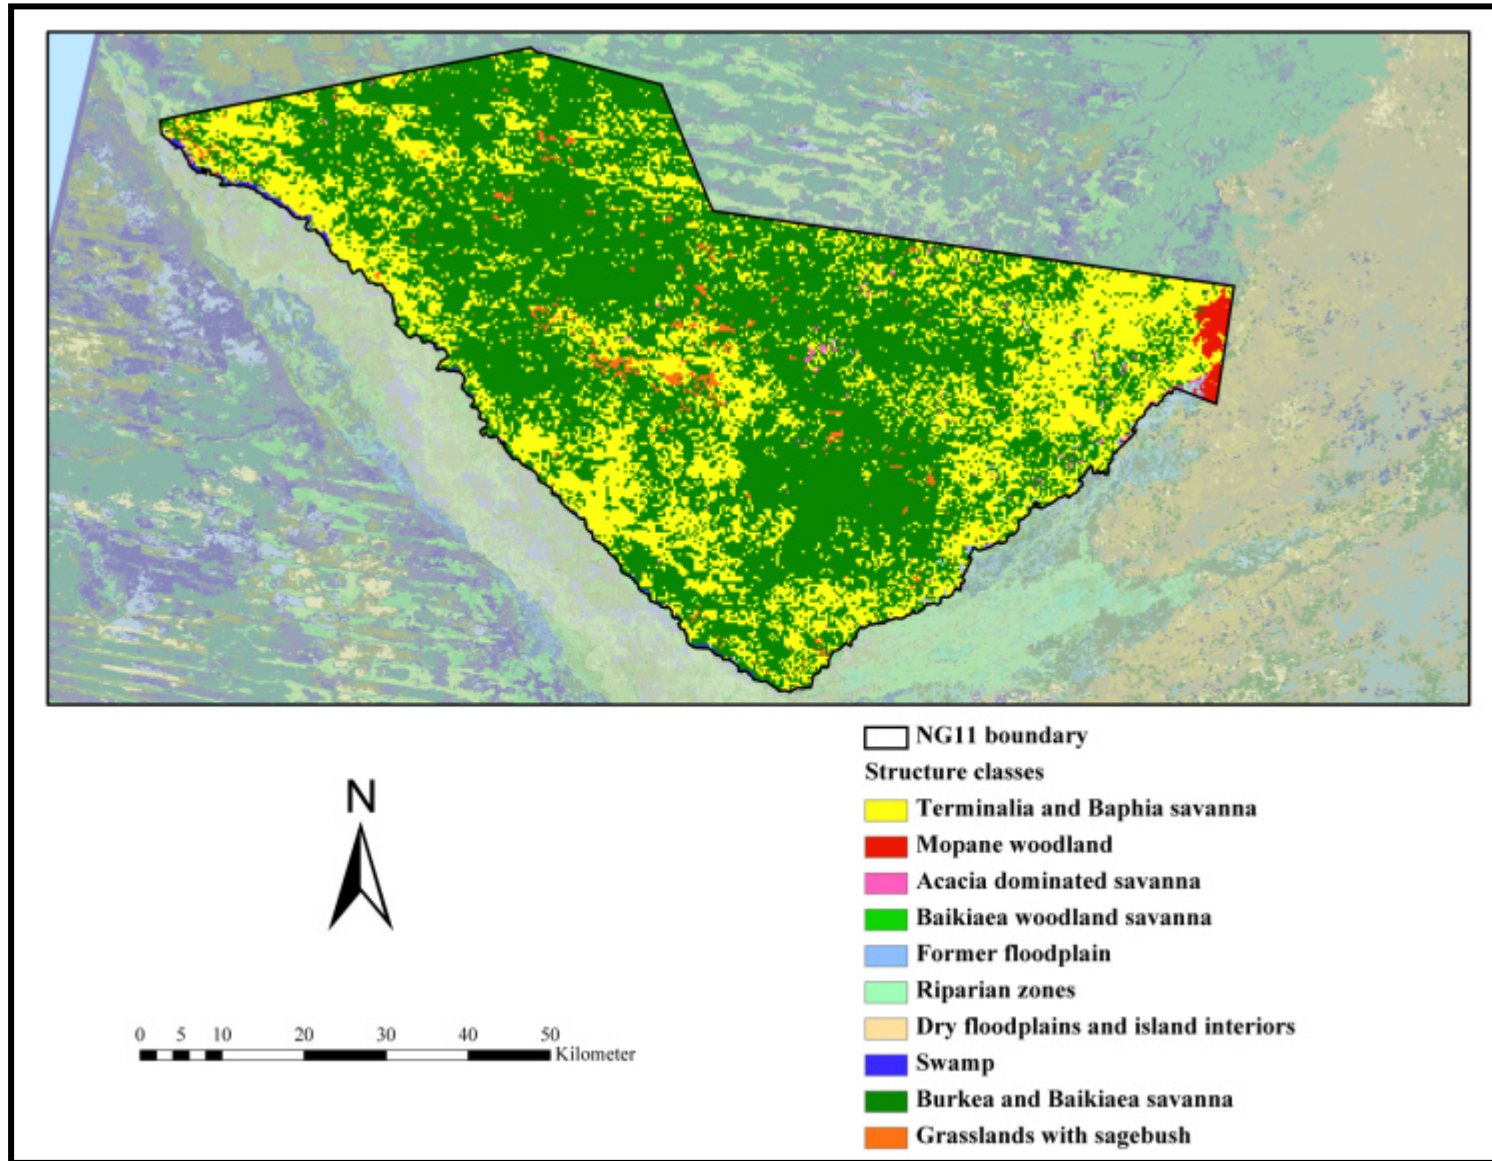 NG11 boundary
Structure classes
Terminalia and Baphia savanna
Mopane woodland
Acacia dominated savanna
Baikiaea woodland savanna
Former floodplain
Riparian zones
Dry floodplains and island interiors
Swamp
Burkea and Baikiaea savanna
Grasslands with sagebush
N
0 5 10 20 30 40 50
Kilometer